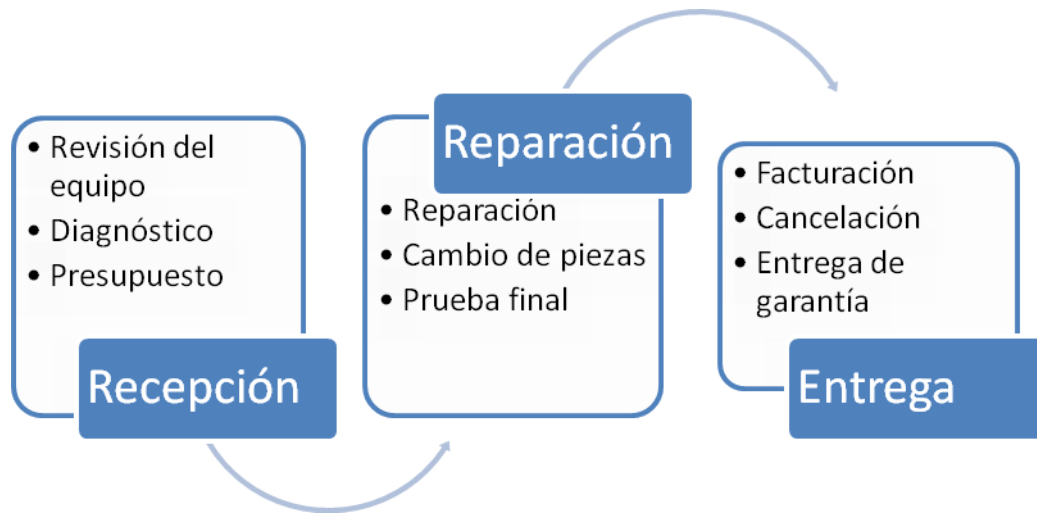 • Revisión del
equipo
• Diagnóstico
• Presupuesto
Recepción
Reparación
• Reparación
• Cambio de piezas
• Prueba final
• Facturación
• Cancelación
• Entrega de
garantía
Entrega